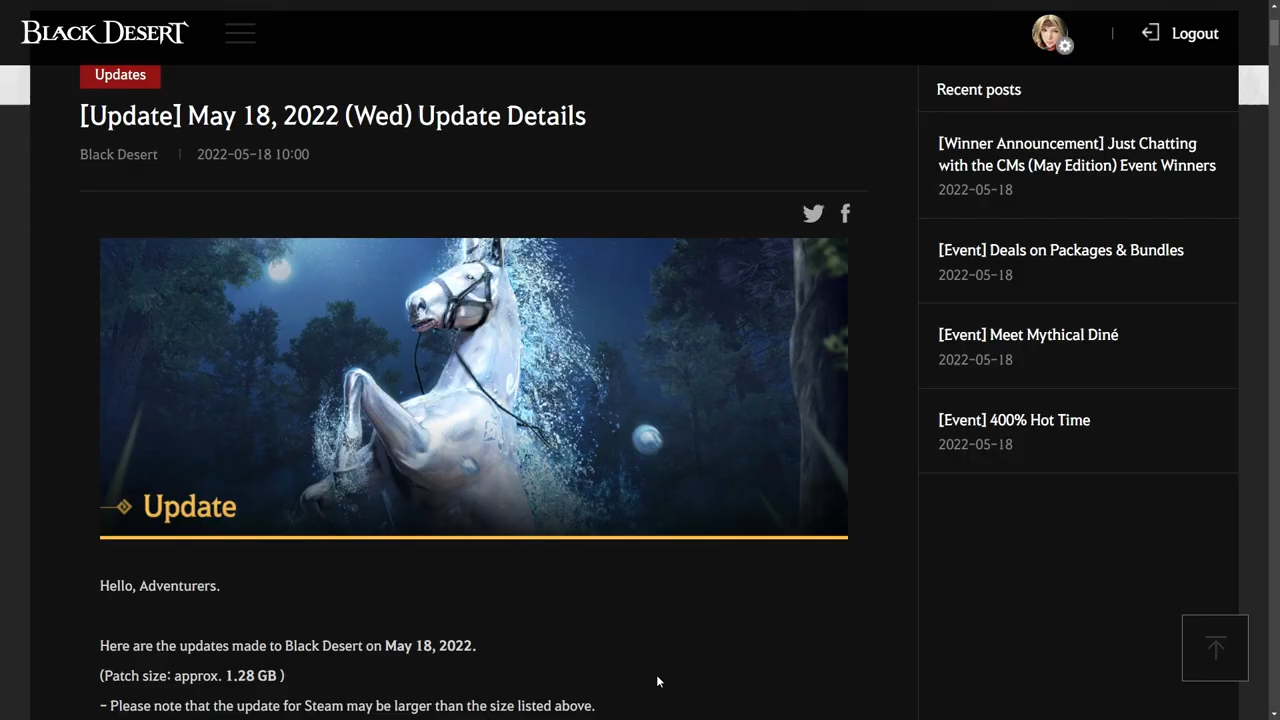 BLACK DESERT
Logout
Updates
[Update] May 18, 2022 (Wed) Update Details
Black Desert
2022-05-18 10:00
Update
Hello, Adventurers.
Here are the updates made to Black Desert on May 18, 2022.
(Patch size: approx. 1.28 GB )
- Please note that the update for Steam may be larger than the size listed above.
Recent posts
[Winner Announcement] Just Chatting
with the CMs (May Edition) Event Winners
2022-05-18
[Event] Deals on Packages & Bundles
2022-05-18
[Event] Meet Mythical Diné
2022-05-18
[Event] 400% Hot Time
2022-05-18